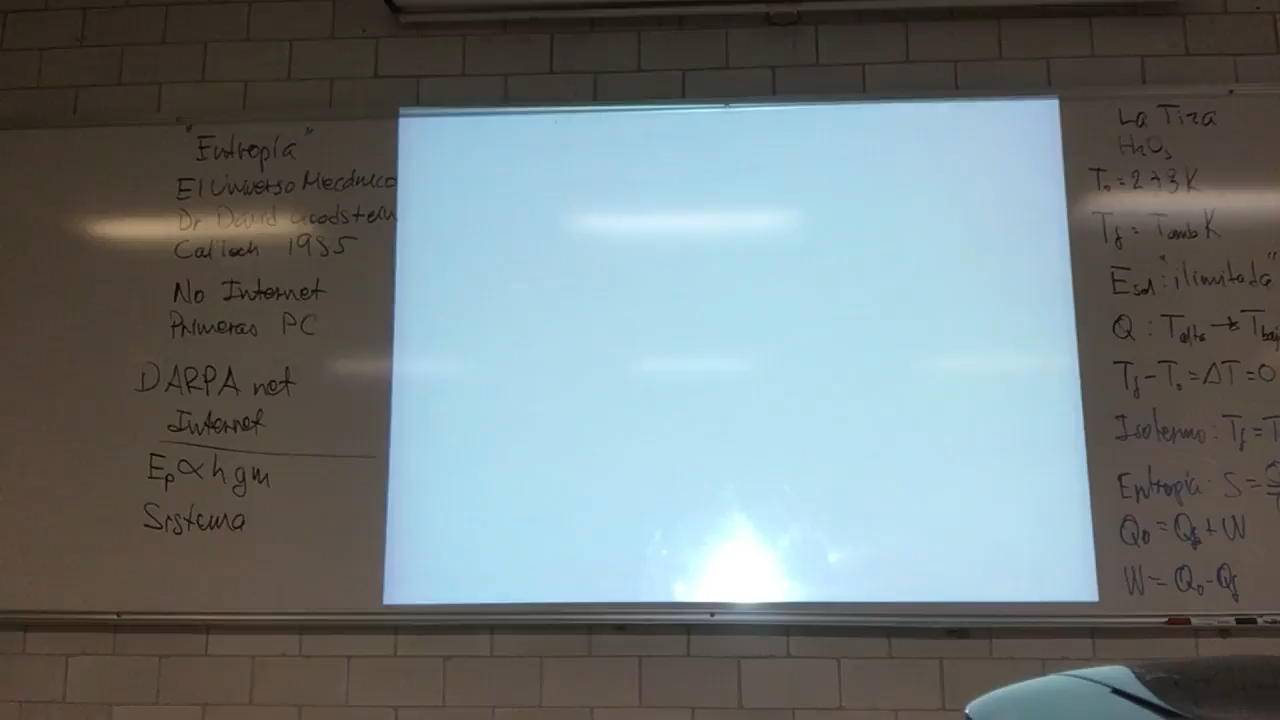 "Entropía"
El Universo Mecánico
Dr David Goodstein
CalTech 1985
No Internet
Primeras PC
DARPA net
Internet
Ep ∝ h g m
Sistema
La Tiza
T₀ = 273 K
Tf = Tamb K
Esol: "ilimitada"
Q : Talta → Tbaj
Tf - T₀ = ΔT = 0
Isotermo: Tf = T
Entropía: S = Q
Q₀ = Qf + W
W = Q₀ - Qf